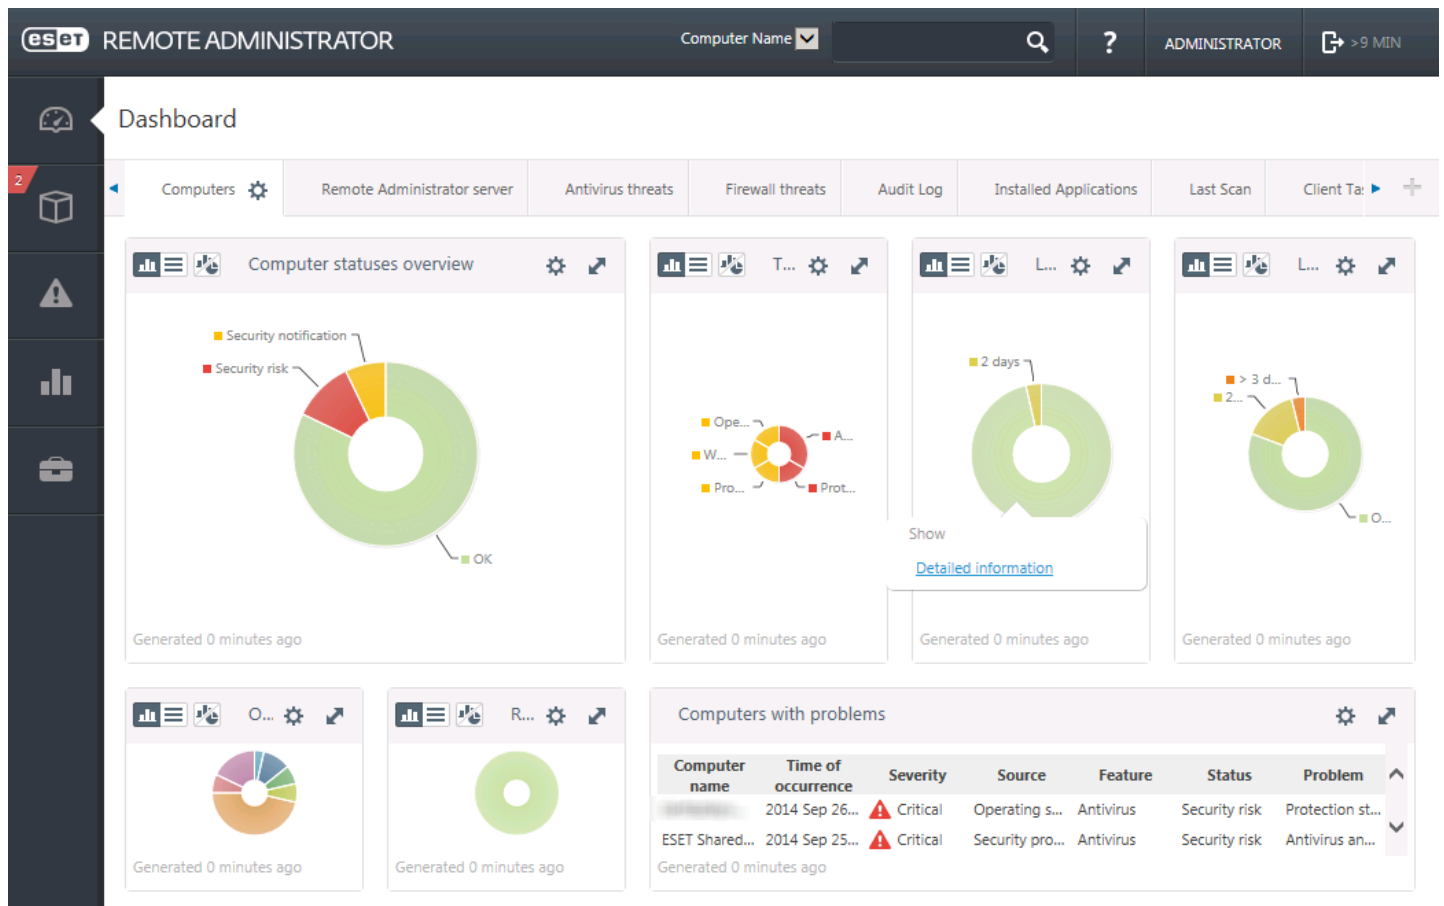 eset REMOTE ADMINISTRATOR
Computer Name
?
ADMINISTRATOR
>9 MIN
Dashboard
2
Computers
Remote Administrator server
Antivirus threats
Firewall threats
Audit Log
Installed Applications
Last Scan
Client Ta
Computer statuses overview
T...
L...
L...
Security notification
Security risk
OK
Ope...
W...
Pro...
A...
Prot...
2 days
> 3 d...
2...
O...
Show
Detailed information
Generated 0 minutes ago
Generated 0 minutes ago
Generated 0 minutes ago
Generated 0 minutes ago
O...
R...
Computers with problems
Computer name
Time of occurrence
Severity
Source
Feature
Status
Problem
2014 Sep 26... Critical Operating s... Antivirus Security risk Protection st...
ESET Shared... 2014 Sep 25... Critical Security pro... Antivirus Security risk Antivirus an...
Generated 0 minutes ago
Generated 0 minutes ago
Generated 0 minutes ago